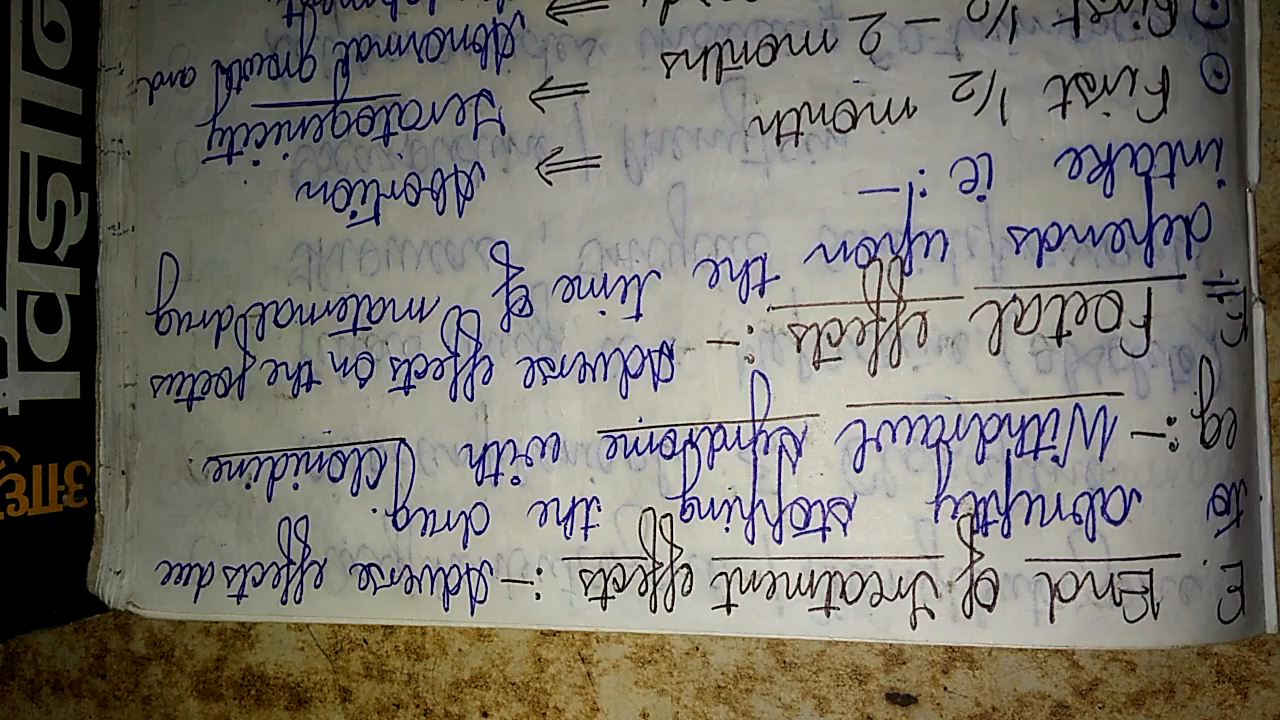 E. End of Treatment effects :- Adverse effects due
to abruptly stopping the drug.
eg :- Withdrawl syndrome with Clonidine.
F. Foetal effects :- Adverse effects on the foetus
depends upon the time of maternal drug
intake ie :-
First 1/2 month ⇒ Abortion
First 1/2 - 2 months ⇒ Teratogenicity
Abnormal growth and